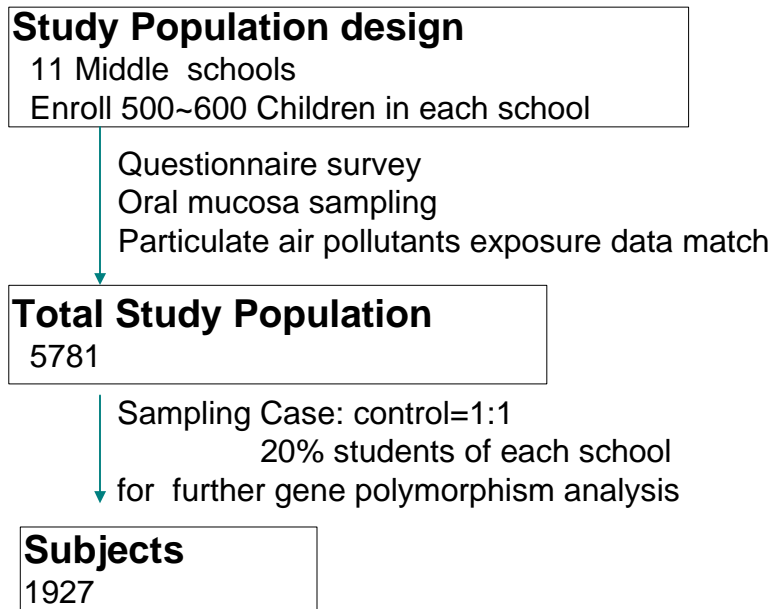 Study Population design
11 Middle schools
Enroll 500~600 Children in each school
Questionnaire survey
Oral mucosa sampling
Particulate air pollutants exposure data match
Total Study Population
5781
Sampling Case: control=1:1
20% students of each school
for further gene polymorphism analysis
Subjects
1927